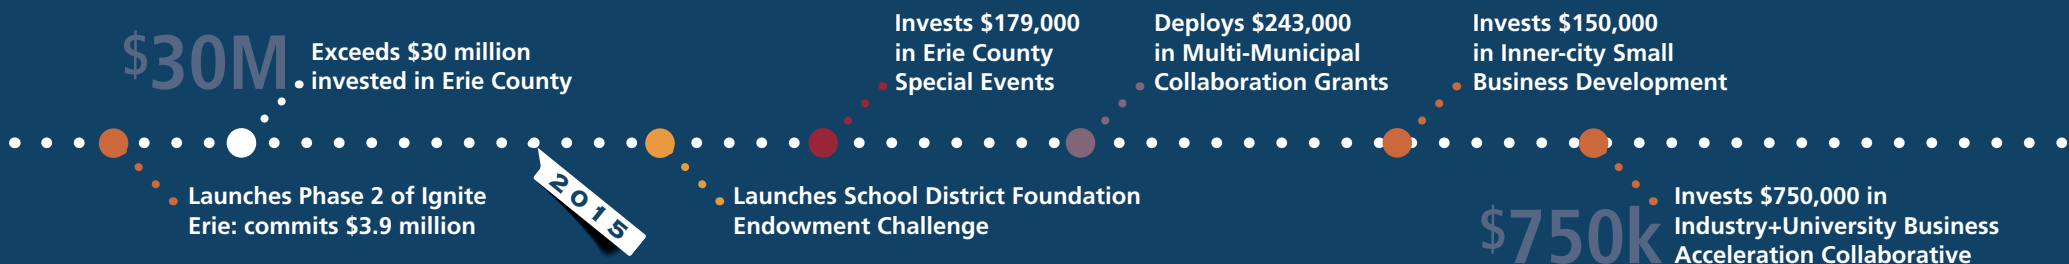 $30M
Exceeds $30 million
invested in Erie County
Invests $179,000
in Erie County
Special Events
Deploys $243,000
in Multi-Municipal
Collaboration Grants
Invests $150,000
in Inner-city Small
Business Development
Launches Phase 2 of Ignite
Erie: commits $3.9 million
2015
Launches School District Foundation
Endowment Challenge
$750k
Invests $750,000 in
Industry+University Business
Acceleration Collaborative